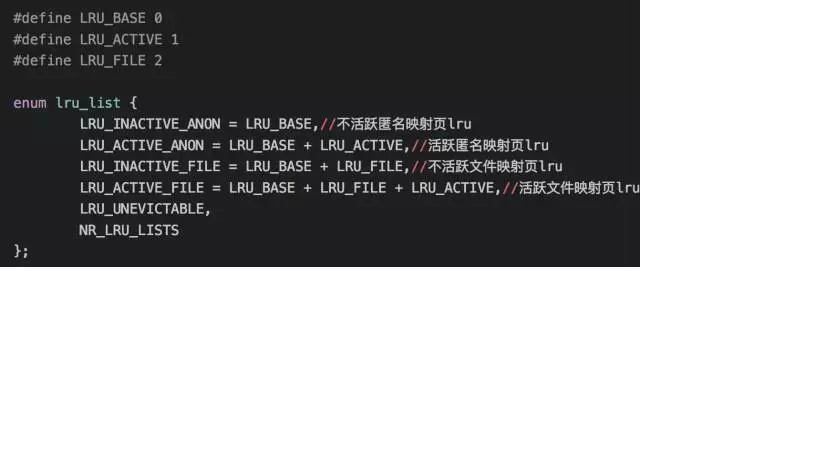 #define LRU_BASE 0
#define LRU_ACTIVE 1
#define LRU_FILE 2
enum lru_list {
LRU_INACTIVE_ANON = LRU_BASE,//不活跃匿名映射页lru
LRU_ACTIVE_ANON = LRU_BASE + LRU_ACTIVE,//活跃匿名映射页lru
LRU_INACTIVE_FILE = LRU_BASE + LRU_FILE,//不活跃文件映射页lru
LRU_ACTIVE_FILE = LRU_BASE + LRU_FILE + LRU_ACTIVE,//活跃文件映射页lru
LRU_UNEVICTABLE,
NR_LRU_LISTS
};